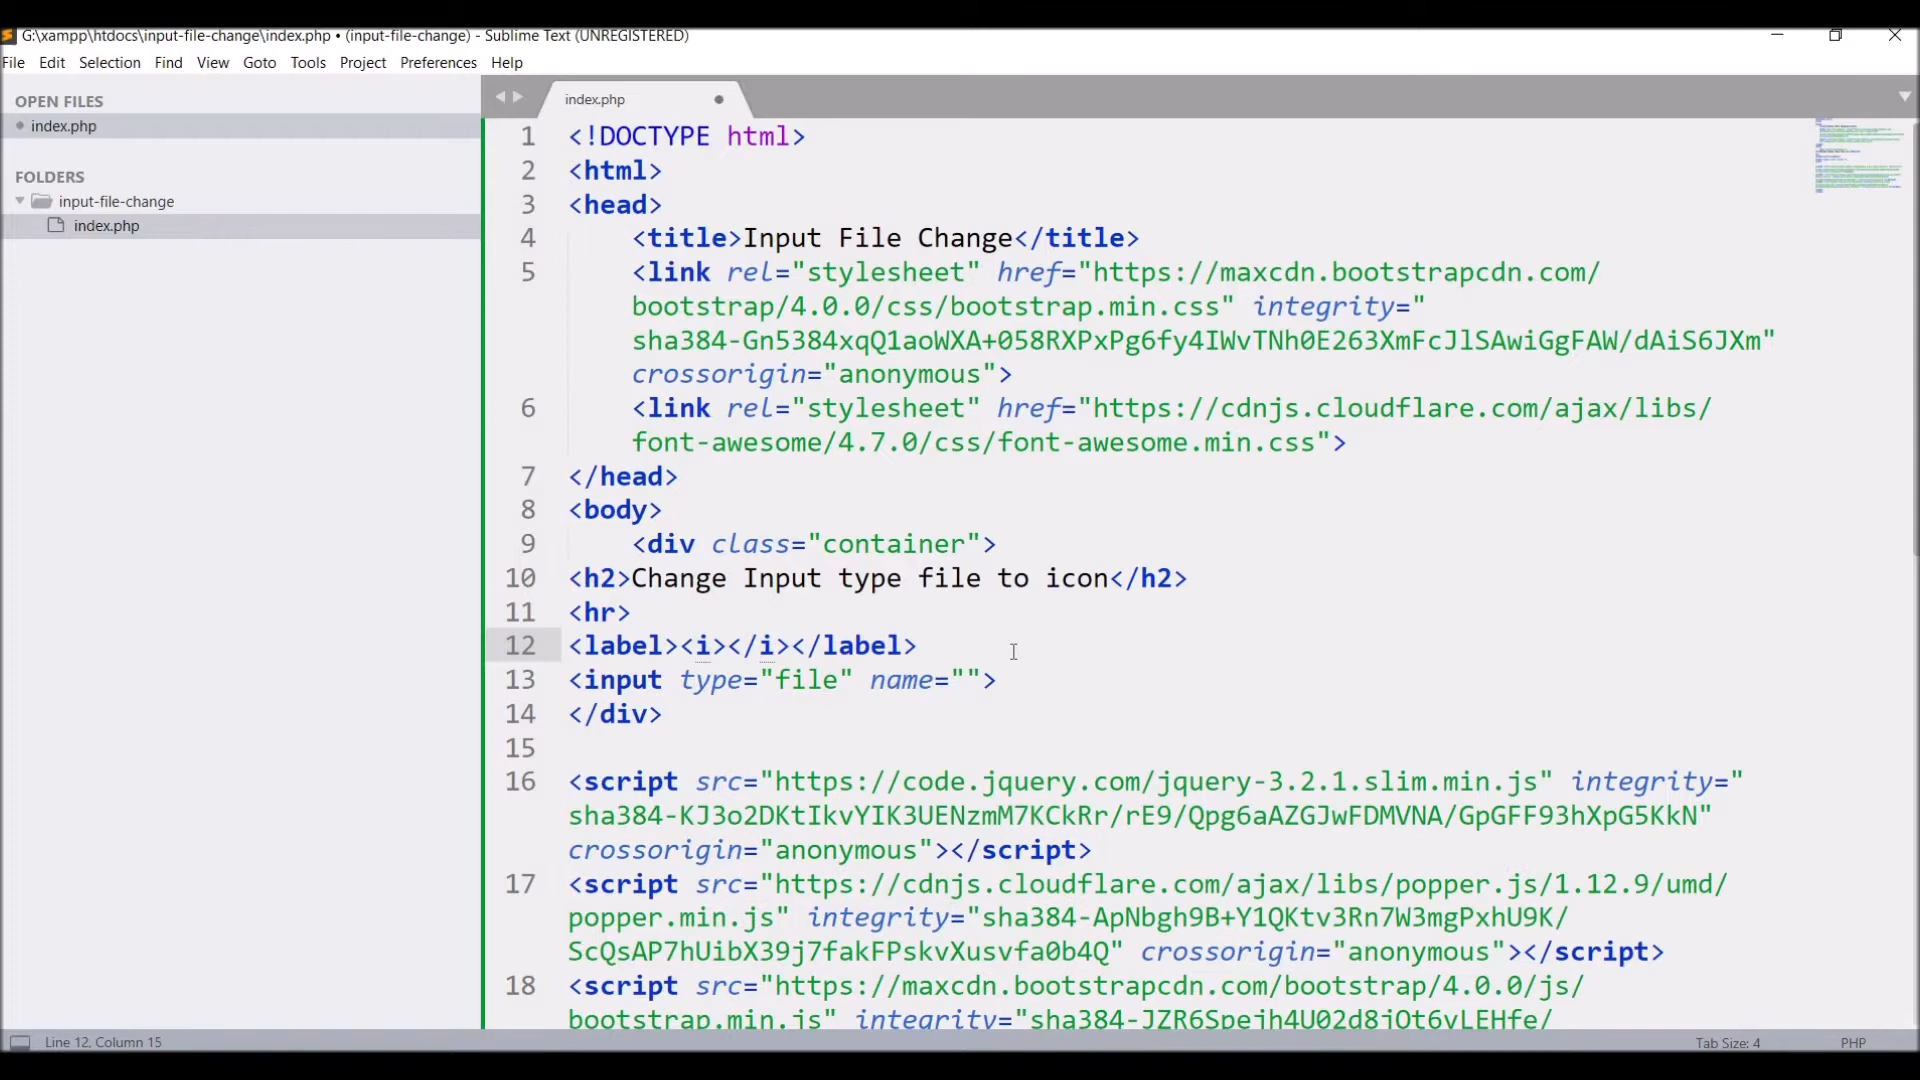 G:\xampp\htdocs\input-file-change\index.php • (input-file-change) - Sublime Text (UNREGISTERED)
File Edit Selection Find View Goto Tools Project Preferences Help
OPEN FILES
index.php
FOLDERS
input-file-change
index.php
index.php
1 <!DOCTYPE html>
2 <html>
3 <head>
4 <title>Input File Change</title>
5 <link rel="stylesheet" href="https://maxcdn.bootstrapcdn.com/
bootstrap/4.0.0/css/bootstrap.min.css" integrity="
sha384-Gn5384xqQ1aoWXA+058RXPxPg6fy4IWvTNh0E263XmFcJlSAwiGgFAW/dAiS6JXm"
crossorigin="anonymous">
6 <link rel="stylesheet" href="https://cdnjs.cloudflare.com/ajax/libs/
font-awesome/4.7.0/css/font-awesome.min.css">
7 </head>
8 <body>
9 <div class="container">
10 <h2>Change Input type file to icon</h2>
11 <hr>
12 <label><i></i></label>
13 <input type="file" name="">
14 </div>
15
16 <script src="https://code.jquery.com/jquery-3.2.1.slim.min.js" integrity="
sha384-KJ3o2DKtIkvYIK3UENzmM7KCkRr/rE9/Qpg6aAZGJwFDMVNA/GpGFF93hXpG5KkN"
crossorigin="anonymous"></script>
17 <script src="https://cdnjs.cloudflare.com/ajax/libs/popper.js/1.12.9/umd/
popper.min.js" integrity="sha384-ApNbgh9B+Y1QKtv3Rn7W3mgPxhU9K/
ScQsAP7hUibX39j7fakFPskvXusvfa0b4Q" crossorigin="anonymous"></script>
18 <script src="https://maxcdn.bootstrapcdn.com/bootstrap/4.0.0/js/
bootstrap.min.js" integrity="sha384-JZR6Spejh4U02d8jOt6vLEHfe/
Line 12, Column 15
Tab Size: 4
PHP